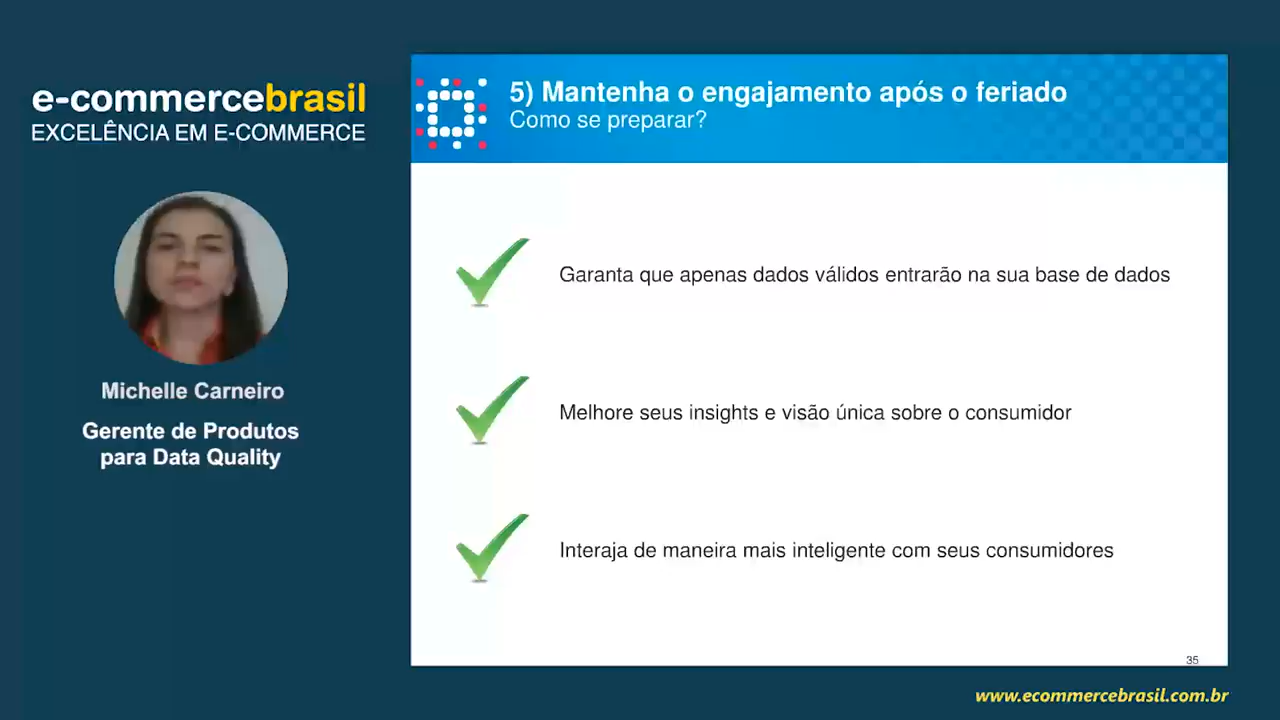 e-commercebrasil
EXCELÊNCIA EM E-COMMERCE
Michelle Carneiro
Gerente de Produtos
para Data Quality
5) Mantenha o engajamento após o feriado
Como se preparar?
Garanta que apenas dados válidos entrarão na sua base de dados
Melhore seus insights e visão única sobre o consumidor
Interaja de maneira mais inteligente com seus consumidores
35
www.ecommercebrasil.com.br